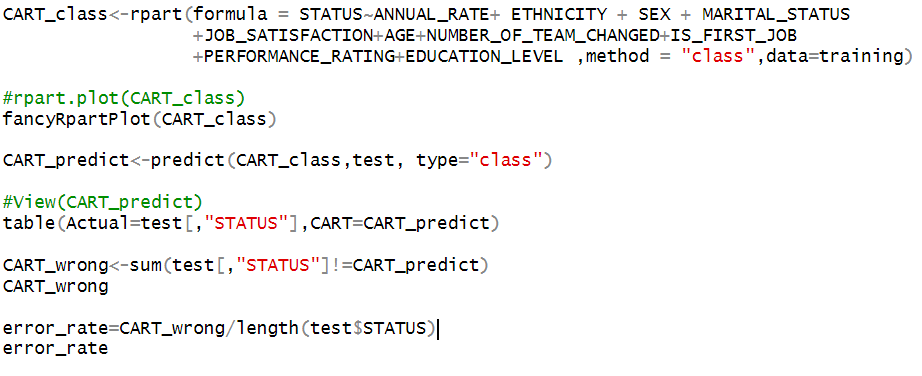 CART_class<-rpart(formula = STATUS~ANNUAL_RATE+ ETHNICITY + SEX + MARITAL_STATUS
+JOB_SATISFACTION+AGE+NUMBER_OF_TEAM_CHANGED+IS_FIRST_JOB
+PERFORMANCE_RATING+EDUCATION_LEVEL ,method = "class",data=training)
#rpart.plot(CART_class)
fancyRpartPlot(CART_class)
CART_predict<-predict(CART_class,test, type="class")
#View(CART_predict)
table(Actual=test[,"STATUS"],CART=CART_predict)
CART_wrong<-sum(test[,"STATUS"]!=CART_predict)
CART_wrong
error_rate=CART_wrong/length(test$STATUS)
error_rate